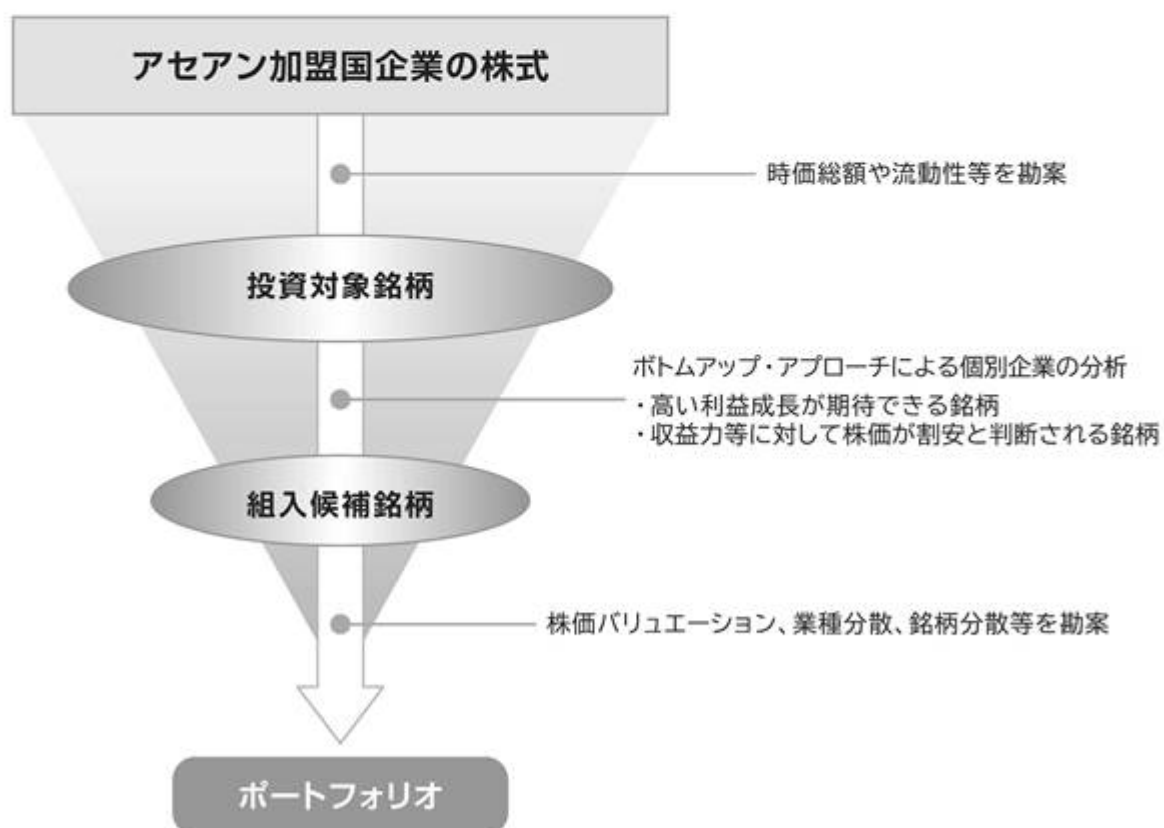 アセアン加盟国企業の株式
時価総額や流動性等を勘案
投資対象銘柄
ボトムアップ・アプローチによる個別企業の分析
・高い利益成長が期待できる銘柄
・収益力等に対して株価が割安と判断される銘柄
組入候補銘柄
株価バリュエーション、業種分散、銘柄分散等を勘案
ポートフォリオ